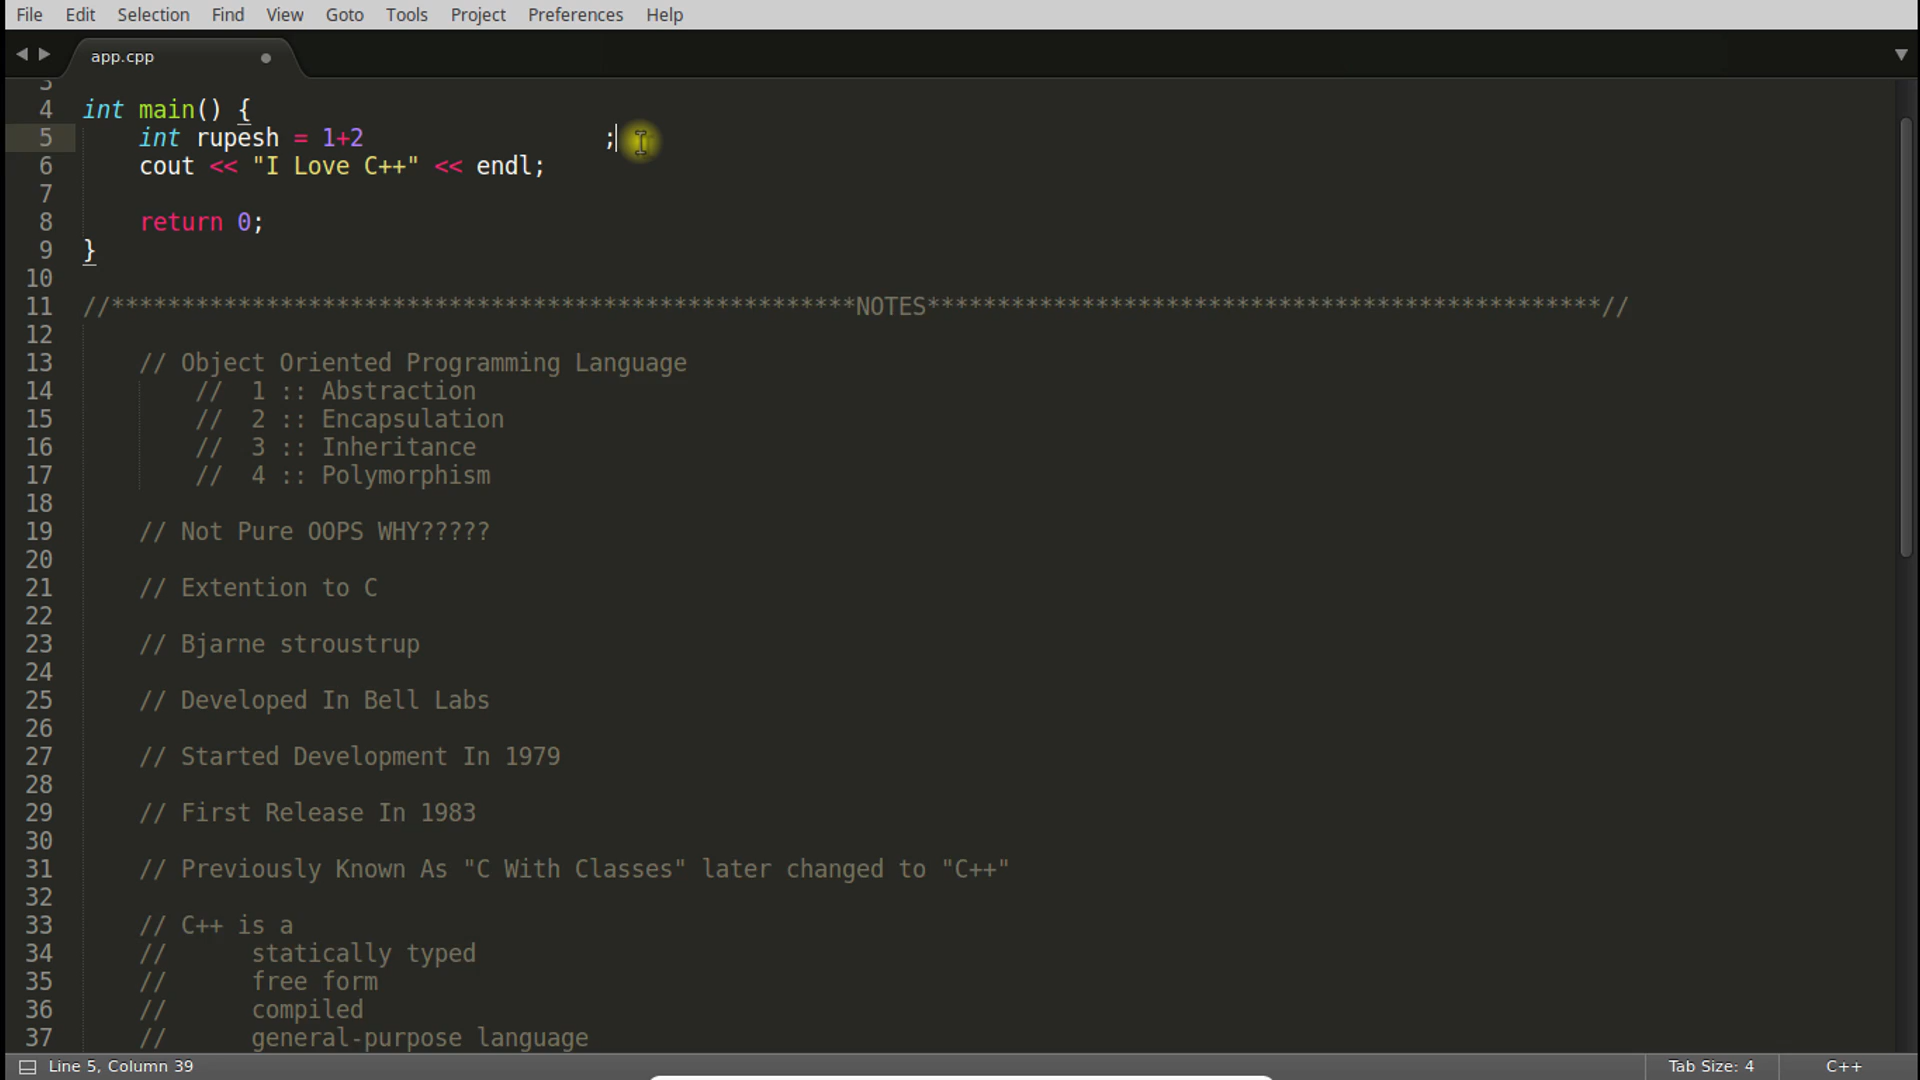 File Edit Selection Find View Goto Tools Project Preferences Help
app.cpp
3
4 int main() {
5 int rupesh = 1+2 ;
6 cout << "I Love C++" << endl;
7
8 return 0;
9 }
10
11 //*****************************************************NOTES************************************************//
12
13 // Object Oriented Programming Language
14 // 1 :: Abstraction
15 // 2 :: Encapsulation
16 // 3 :: Inheritance
17 // 4 :: Polymorphism
18
19 // Not Pure OOPS WHY?????
20
21 // Extention to C
22
23 // Bjarne stroustrup
24
25 // Developed In Bell Labs
26
27 // Started Development In 1979
28
29 // First Release In 1983
30
31 // Previously Known As "C With Classes" later changed to "C++"
32
33 // C++ is a
34 // statically typed
35 // free form
36 // compiled
37 // general-purpose language
Line 5, Column 39 Tab Size: 4 C++